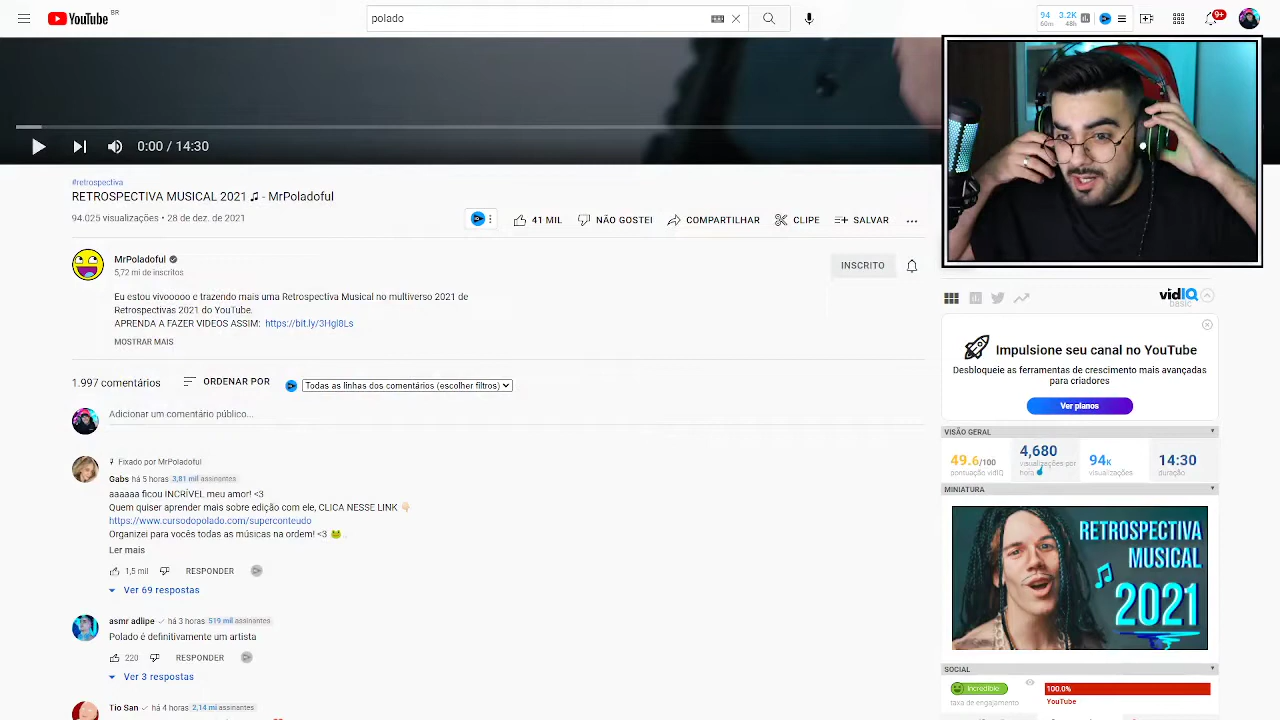 YouTube BR
polado
94 3.2K
60m 48h
9+
0:00 / 14:30
#retrospectiva
RETROSPECTIVA MUSICAL 2021 ♫ - MrPoladoful
94.025 visualizações • 28 de dez. de 2021
41 MIL NÃO GOSTEI COMPARTILHAR CLIPE SALVAR ...
MrPoladoful
5,72 mi de inscritos
INSCRITO
Eu estou vivooooo e trazendo mais uma Retrospectiva Musical no multiverso 2021 de
Retrospectivas do YouTube.
APRENDA A FAZER VIDEOS ASSIM: https://bit.ly/3Hgl8Ls
MOSTRAR MAIS
1.997 comentários ORDENAR POR Todas as linhas dos comentários (escolher filtros)
Adicionar um comentário público...
Fixado por MrPoladoful
Gabs há 5 horas 3,81 mil assinantes
aaaaaa ficou INCRÍVEL meu amor! <3
Quem quiser aprender mais sobre edição com ele, CLICA NESSE LINK 👇🏻
https://www.cursodopolado.com/superconteudo
Organizei para vocês todas as músicas na ordem! <3 🐸
Ler mais
1,5 mil RESPONDER
Ver 69 respostas
asmr adlipe há 3 horas 519 mil assinantes
Polado é definitivamente um artista
220 RESPONDER
Ver 3 respostas
Tio San há 4 horas 2,14 mi assinantes
vidIQ
basic
Impulsione seu canal no YouTube
Desbloqueie as ferramentas de crescimento mais avançadas
para criadores
Ver planos
VISÃO GERAL
49.6/100 4,680 94K 14:30
pontuação vidIQ visualizações por hora visualizações duração
MINIATURA
RETROSPECTIVA
MUSICAL
2021
SOCIAL
Incredible 100.0%
taxa de engajamento YouTube